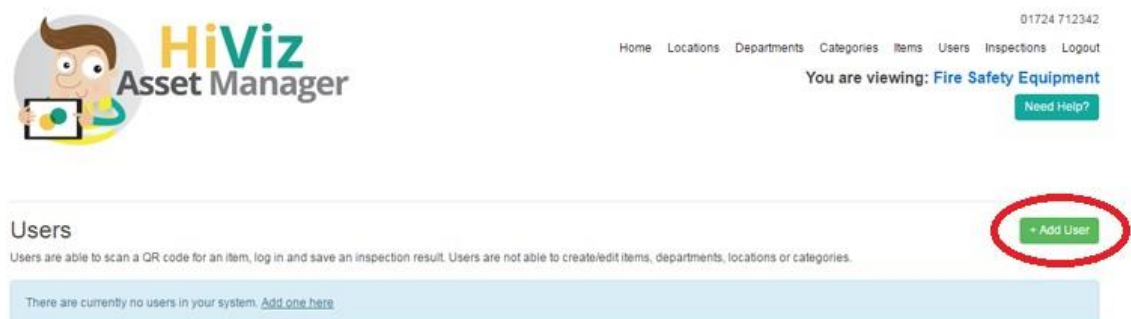 01724 712342
HiViz
Asset Manager
Home Locations Departments Categories Items Users Inspections Logout
You are viewing: Fire Safety Equipment
Need Help?
Users
+ Add User
Users are able to scan a QR code for an item, log in and save an inspection result. Users are not able to create/edit items, departments, locations or categories.
There are currently no users in your system. Add one here